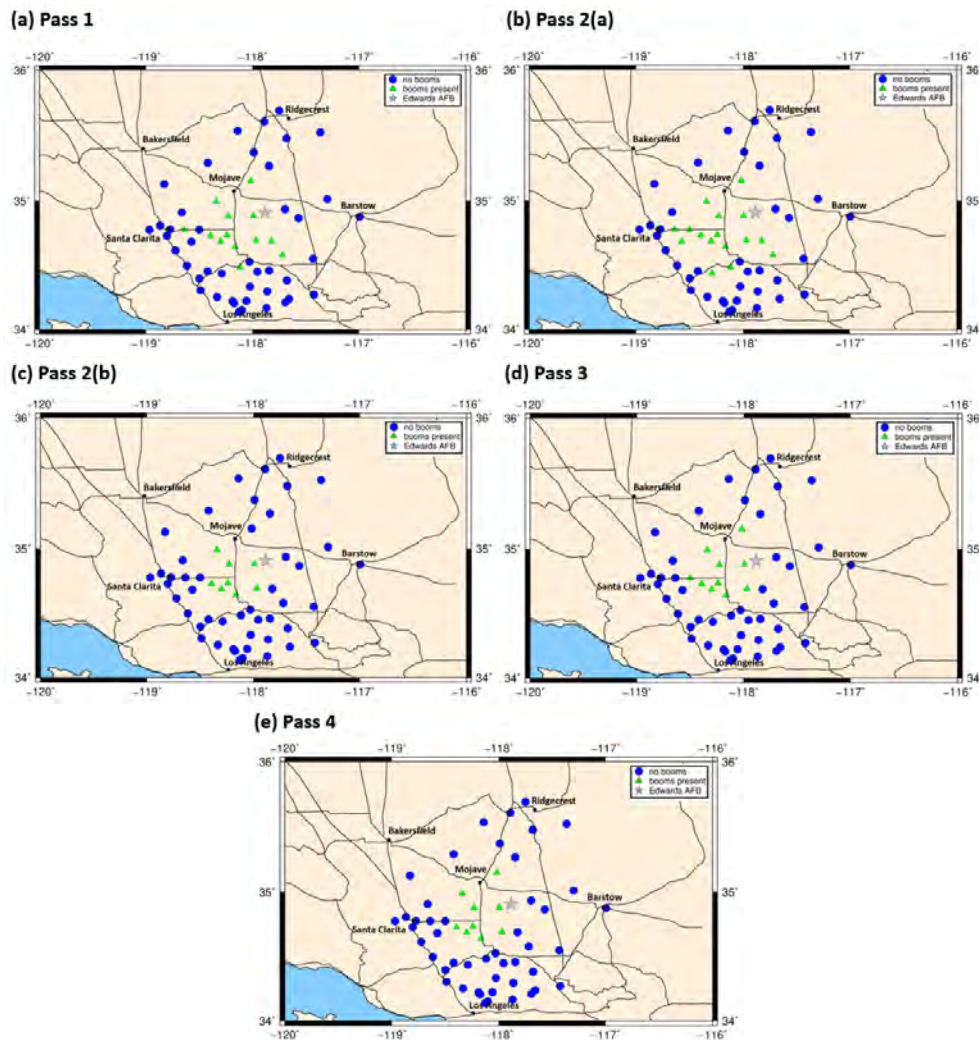 (a) Pass 1
−120˚ −119˚ −118˚ −117˚ −116˚
36˚ 36˚
no booms
booms present
Edwards AFB
Ridgecrest
Bakersfield
Mojave
35˚ 35˚
Barstow
Santa Clarita
Los Angeles
34˚ 34˚
−120˚ −119˚ −118˚ −117˚ −116˚
(b) Pass 2(a)
−120˚ −119˚ −118˚ −117˚ −116˚
36˚ 36˚
no booms
booms present
Edwards AFB
Ridgecrest
Bakersfield
Mojave
35˚ 35˚
Barstow
Santa Clarita
Los Angeles
34˚ 34˚
−120˚ −119˚ −118˚ −117˚ −116˚
(c) Pass 2(b)
−120˚ −119˚ −118˚ −117˚ −116˚
36˚ 36˚
no booms
booms present
Edwards AFB
Ridgecrest
Bakersfield
Mojave
35˚ 35˚
Barstow
Santa Clarita
Los Angeles
34˚ 34˚
−120˚ −119˚ −118˚ −117˚ −116˚
(d) Pass 3
−120˚ −119˚ −118˚ −117˚ −116˚
36˚ 36˚
no booms
booms present
Edwards AFB
Ridgecrest
Bakersfield
Mojave
35˚ 35˚
Barstow
Santa Clarita
Los Angeles
34˚ 34˚
−120˚ −119˚ −118˚ −117˚ −116˚
(e) Pass 4
−120˚ −119˚ −118˚ −117˚ −116˚
36˚ 36˚
no booms
booms present
Edwards AFB
Ridgecrest
Bakersfield
Mojave
35˚ 35˚
Barstow
Santa Clarita
Los Angeles
34˚ 34˚
−120˚ −119˚ −118˚ −117˚ −116˚